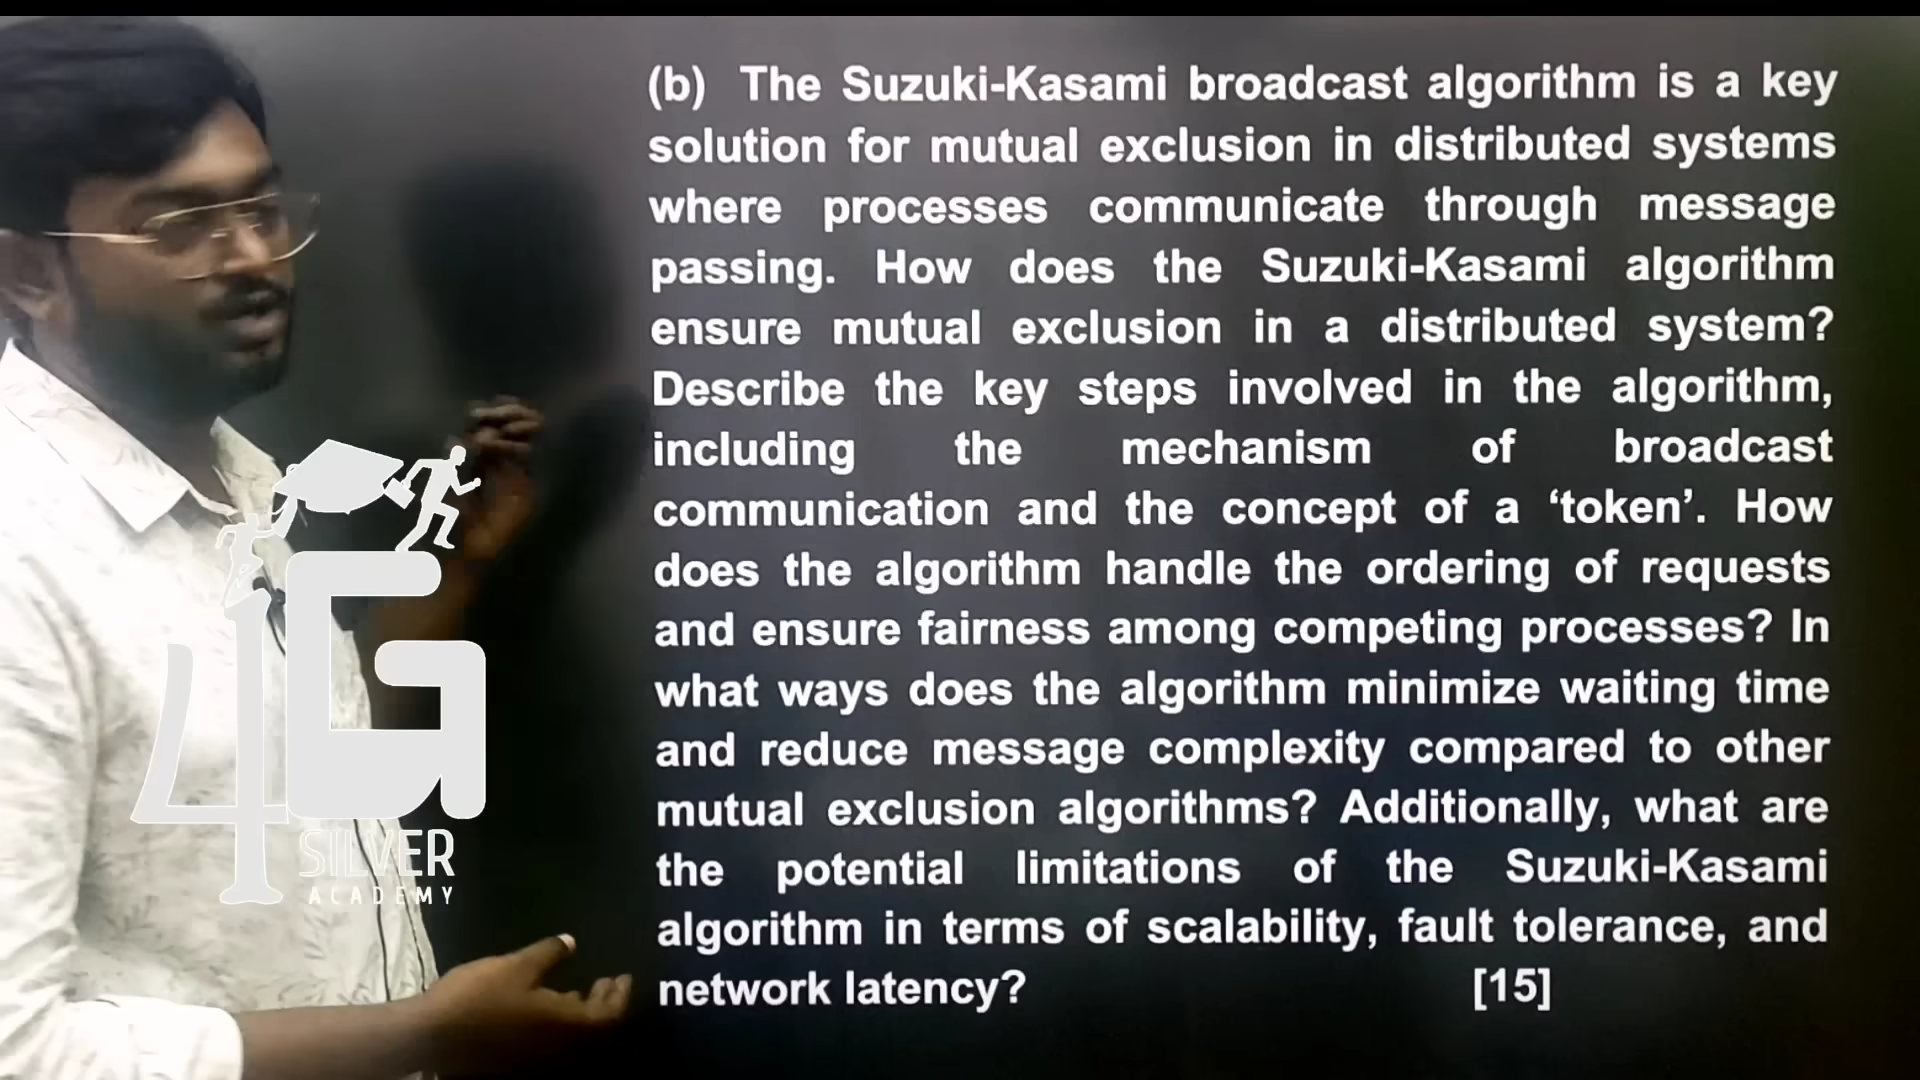 (b) The Suzuki-Kasami broadcast algorithm is a key
solution for mutual exclusion in distributed systems
where processes communicate through message
passing. How does the Suzuki-Kasami algorithm
ensure mutual exclusion in a distributed system?
Describe the key steps involved in the algorithm,
including the mechanism of broadcast
communication and the concept of a ‘token’. How
does the algorithm handle the ordering of requests
and ensure fairness among competing processes? In
what ways does the algorithm minimize waiting time
and reduce message complexity compared to other
mutual exclusion algorithms? Additionally, what are
the potential limitations of the Suzuki-Kasami
algorithm in terms of scalability, fault tolerance, and
network latency? [15]
4G
SILVER
ACADEMY